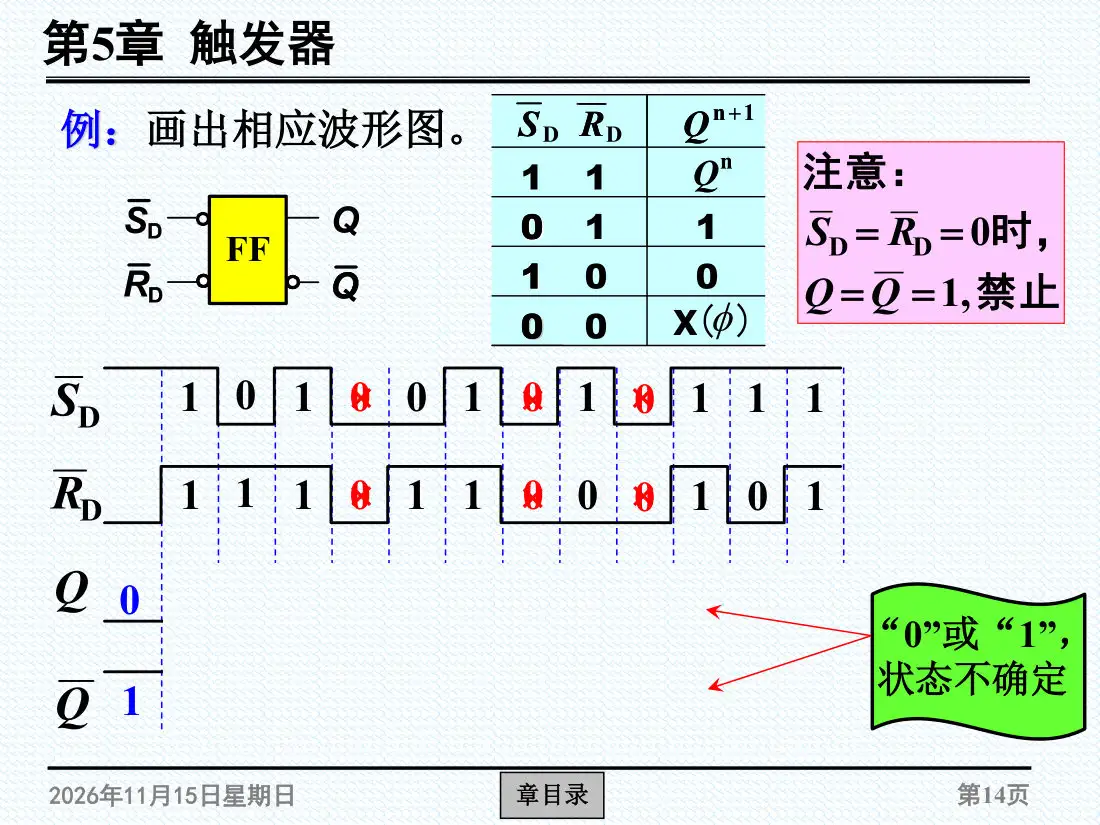 第5章 触发器
例：画出相应波形图。
S̅D R̅D Qⁿ⁺¹
1 1 Qⁿ
0 1 1
1 0 0
0 0 X(ϕ)
注意：
S̅D = R̅D = 0时，
Q = Q̅ = 1, 禁止
S̅D FF Q
R̅D Q̅
S̅D 1 0 1 0 0 1 0 1 0 1 1 1
R̅D 1 1 1 0 1 1 0 0 0 1 0 1
Q 0
Q̅ 1
“0”或“1”，
状态不确定
2026年11月15日星期日
章目录
第14页